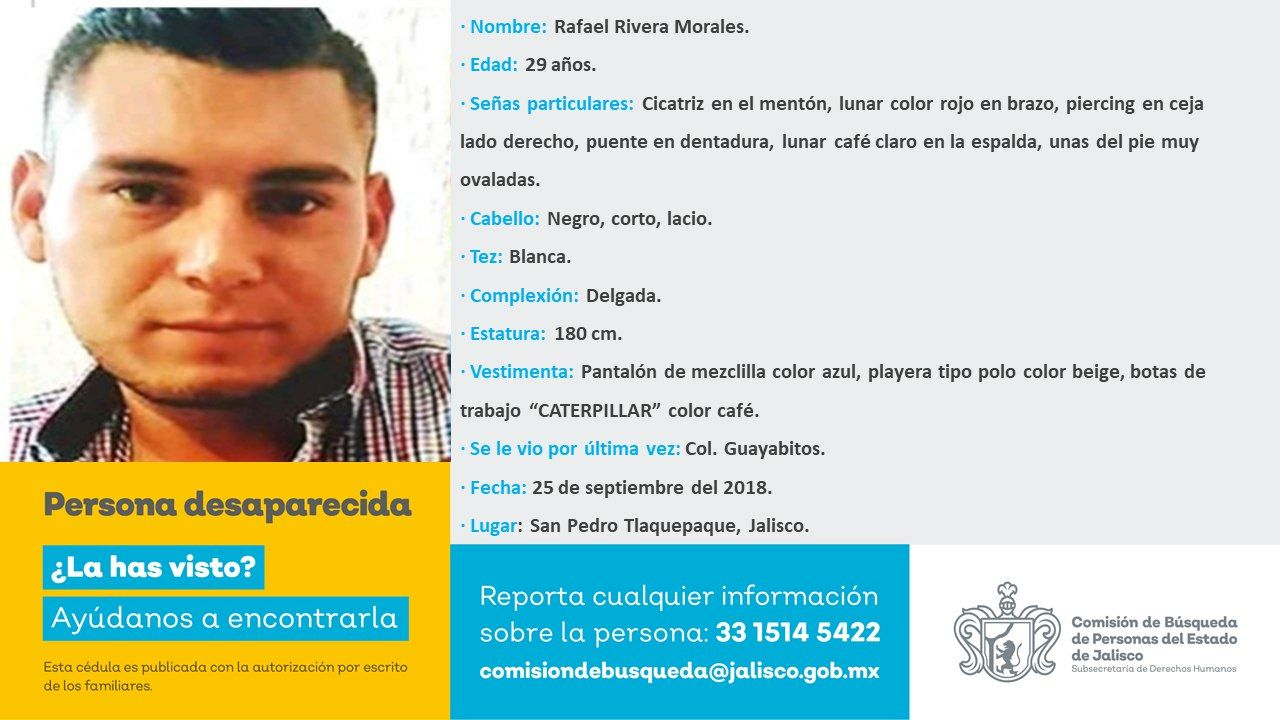 · Nombre: Rafael Rivera Morales.
· Edad: 29 años.
· Señas particulares: Cicatriz en el mentón, lunar color rojo en brazo, piercing en ceja
lado derecho, puente en dentadura, lunar café claro en la espalda, unas del pie muy
ovaladas.
· Cabello: Negro, corto, lacio.
· Tez: Blanca.
· Complexión: Delgada.
· Estatura: 180 cm.
· Vestimenta: Pantalón de mezclilla color azul, playera tipo polo color beige, botas de
trabajo “CATERPILLAR” color café.
· Se le vio por última vez: Col. Guayabitos.
· Fecha: 25 de septiembre del 2018.
· Lugar: San Pedro Tlaquepaque, Jalisco.
Persona desaparecida
¿La has visto?
Ayúdanos a encontrarla
Esta cédula es publicada con la autorización por escrito
de los familiares.
Reporta cualquier información
sobre la persona: 33 1514 5422
comisiondebusqueda@jalisco.gob.mx
Comisión de Búsqueda
de Personas del Estado
de Jalisco
Subsecretaría de Derechos Humanos